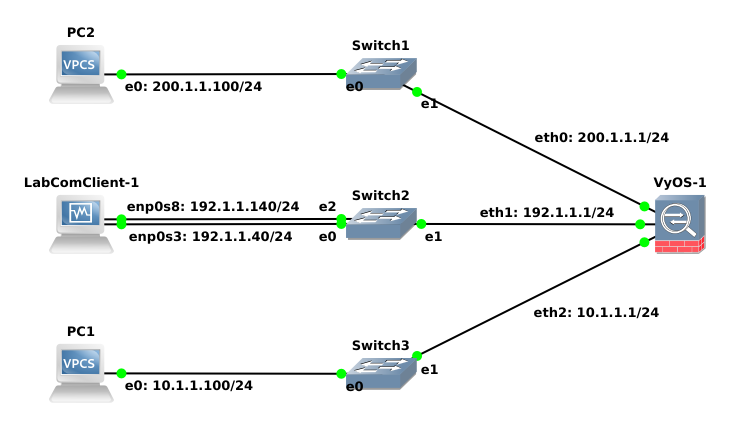 PC2
Switch1
VPCS
e0: 200.1.1.100/24
e0
e1
eth0: 200.1.1.1/24
LabComClient-1
Switch2
VyOS-1
enp0s8: 192.1.1.140/24
e2
eth1: 192.1.1.1/24
enp0s3: 192.1.1.40/24
e0
e1
eth2: 10.1.1.1/24
PC1
Switch3
VPCS
e1
e0: 10.1.1.100/24
e0